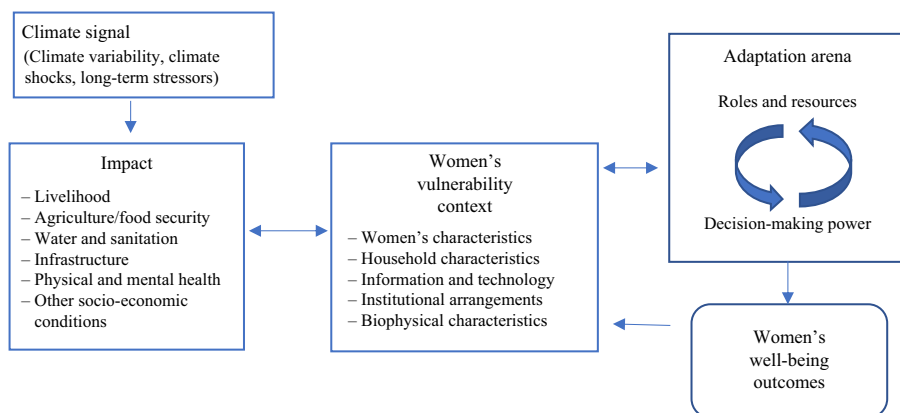 Climate signal
(Climate variability, climate
shocks, long-term stressors)
Impact
– Livelihood
– Agriculture/food security
– Water and sanitation
– Infrastructure
– Physical and mental health
– Other socio-economic
conditions
Women’s
vulnerability
context
– Women’s characteristics
– Household characteristics
– Information and technology
– Institutional arrangements
– Biophysical characteristics
Adaptation arena
Roles and resources
Decision-making power
Women’s
well-being
outcomes